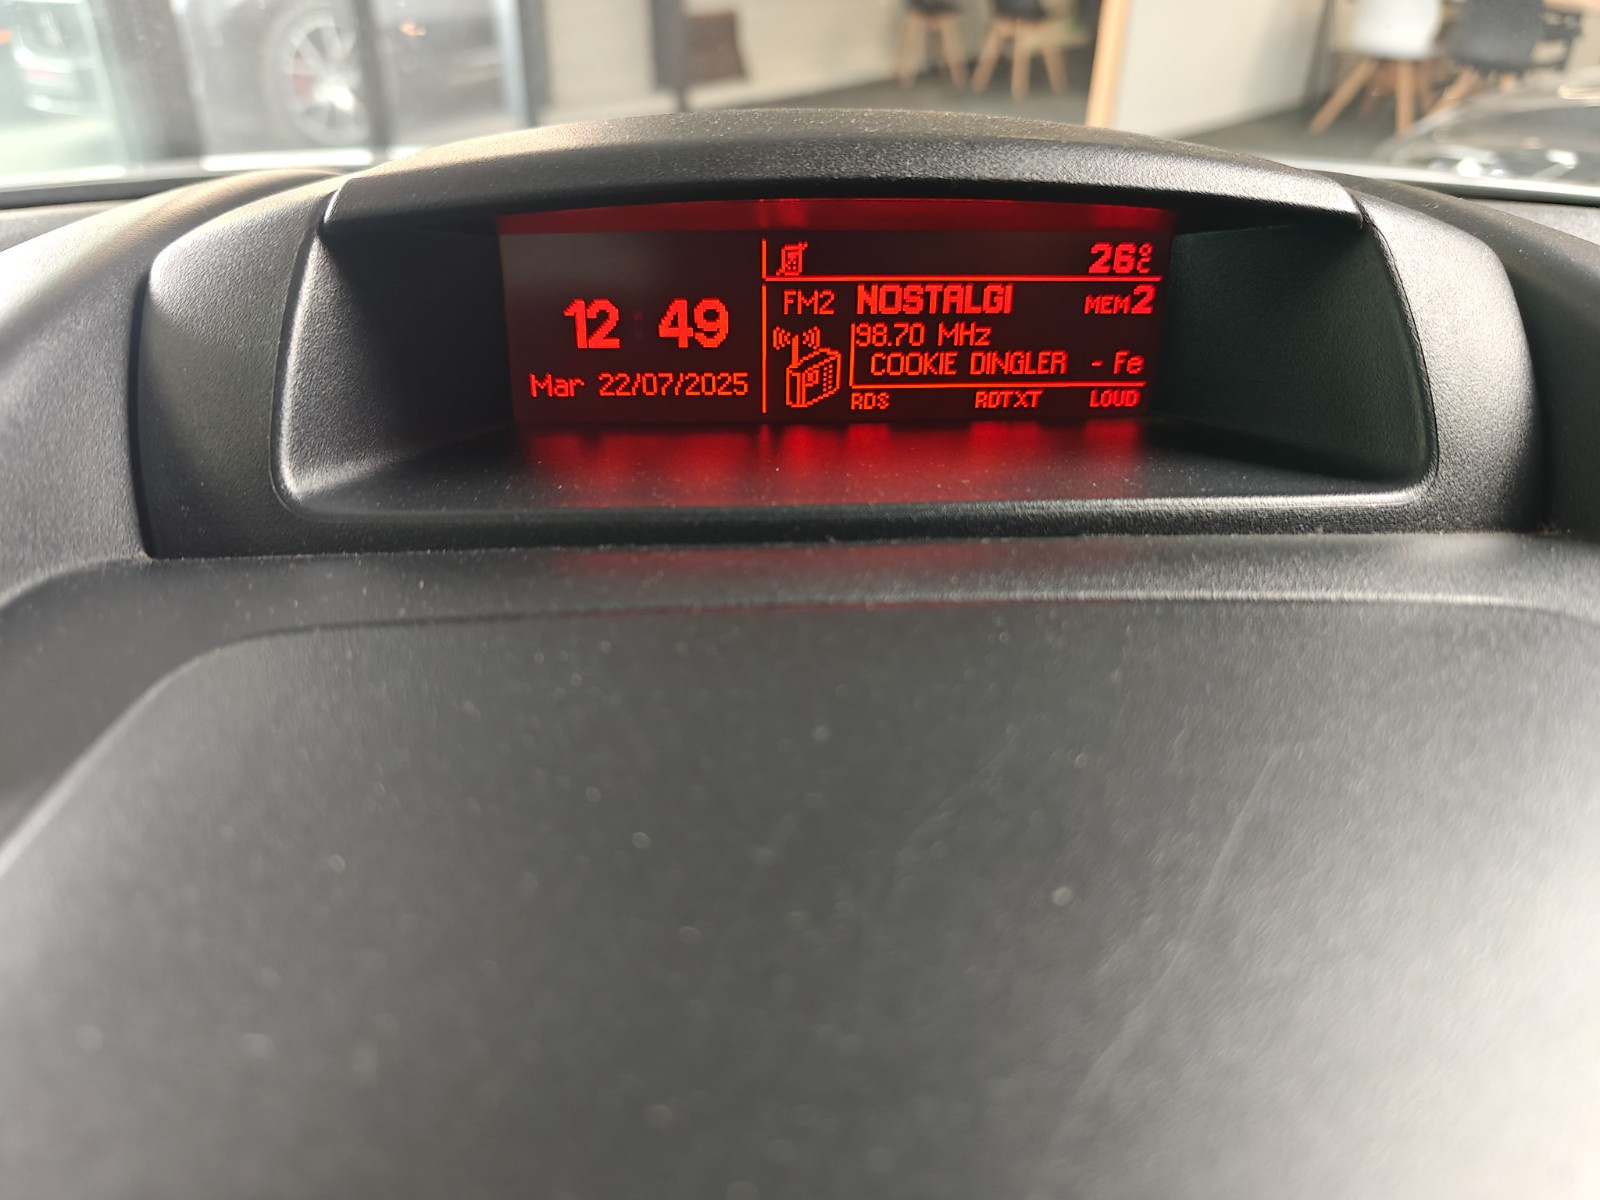 12:49
Mar 22/07/2025
26°C
FM2 NOSTALGI MEM2
98.70 MHz
COOKIE DINGLER - Fe
RDS RDTXT LOUD